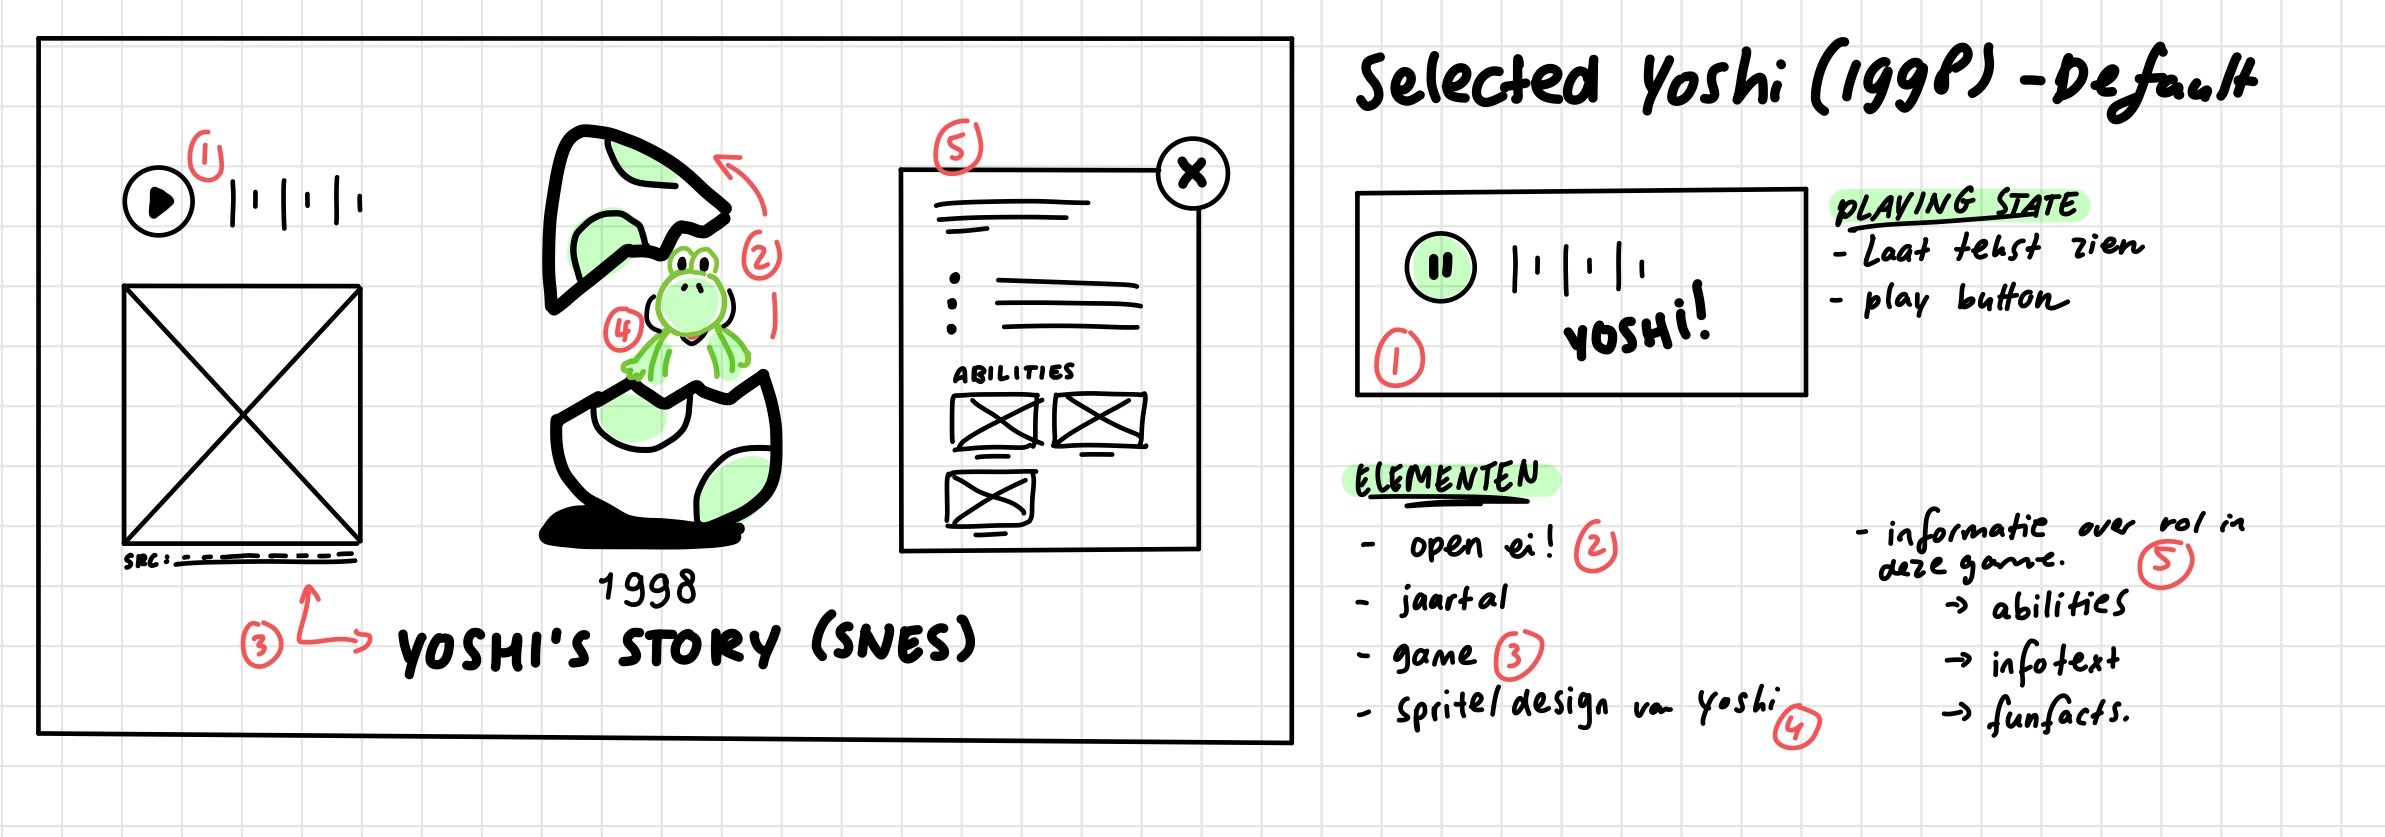 Selected Yoshi (1998) - Default
1
2
3
4
5
ABILITIES
SRC:
1998
YOSHI'S STORY (SNES)
YOSHI!
1
PLAYING STATE
- Laat tekst zien
- play button
ELEMENTEN
- open ei! 2
- jaartal
- game 3
- sprite/design van Yoshi 4
- informatie over rol in
deze game. 5
→ abilities
→ infotext
→ funfacts.